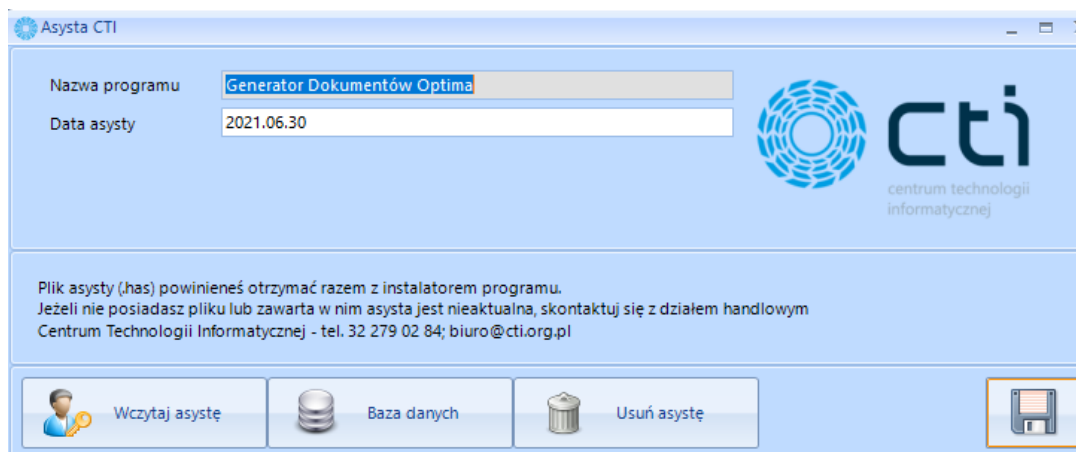 Asysta CTI
Nazwa programu
Generator Dokumentów Optima
Data asysty
2021.06.30
cti
centrum technologii
informatycznej
Plik asysty (.has) powinieneś otrzymać razem z instalatorem programu.
Jeżeli nie posiadasz pliku lub zawarta w nim asysta jest nieaktualna, skontaktuj się z działem handlowym
Centrum Technologii Informatycznej - tel. 32 279 02 84; biuro@cti.org.pl
Wczytaj asystę
Baza danych
Usuń asystę